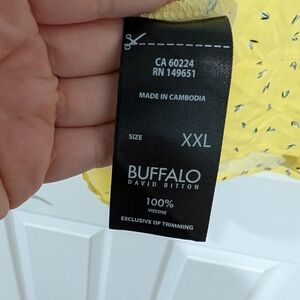 CA 60224
RN 149651
MADE IN CAMBODIA
SIZE XXL
BUFFALO
DAVID BITTON
100%
VISCOSE
EXCLUSIVE OF TRIMMING